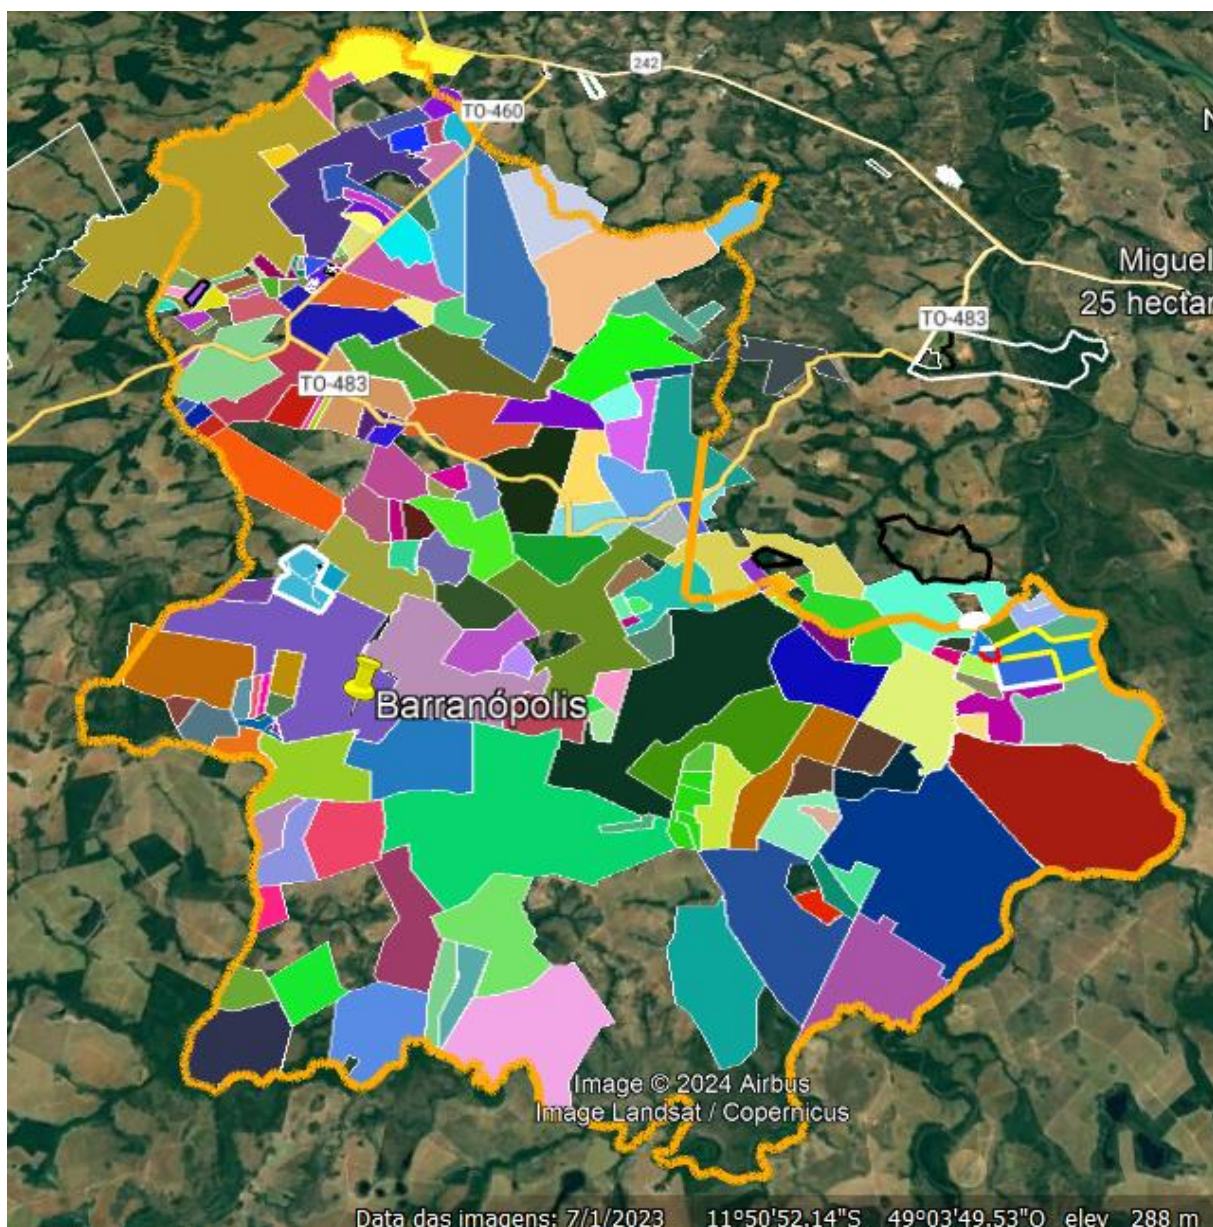 242
TO-460
N
Miguel
25 hectar
TO-483
TO-483
Barranópolis
Image © 2024 Airbus
Image Landsat / Copernicus
Data das imagens: 7/1/2023 11°50'52.14"S 49°03'49.53"O elev 288 m